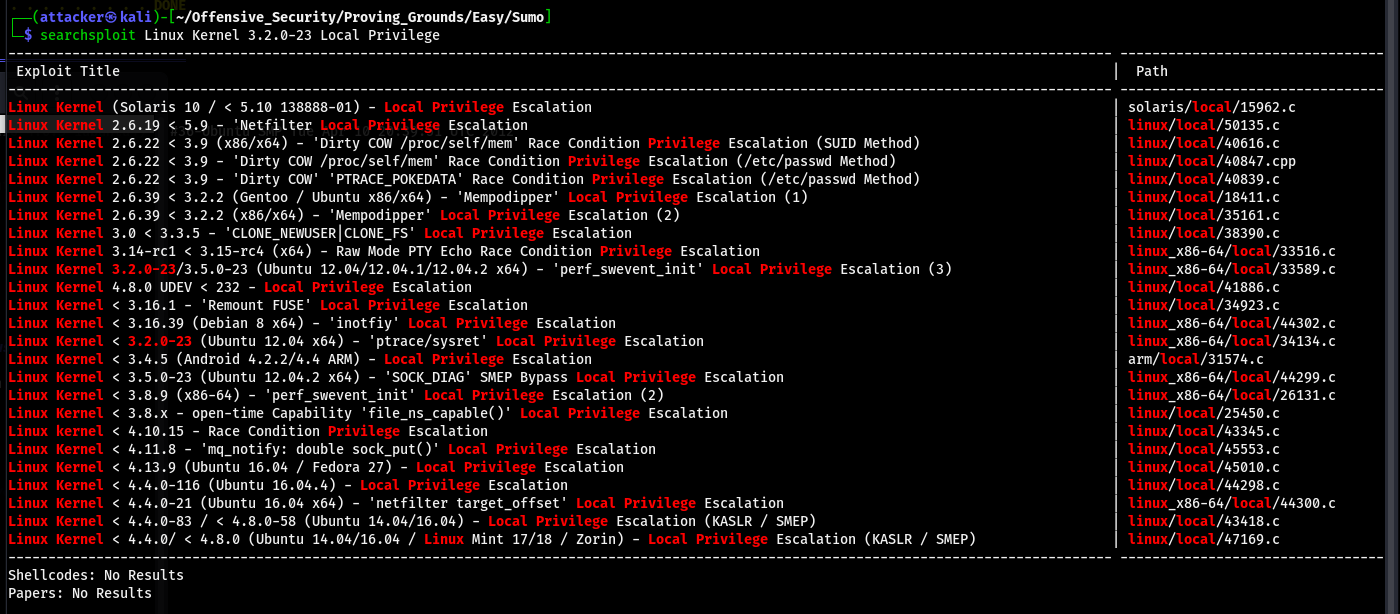 ┌──(attacker㉿kali)-[~/Offensive_Security/Proving_Grounds/Easy/Sumo]
└─$ searchsploit Linux Kernel 3.2.0-23 Local Privilege
Exploit Title | Path
Linux Kernel (Solaris 10 / < 5.10 138888-01) - Local Privilege Escalation | solaris/local/15962.c
Linux Kernel 2.6.19 < 5.9 - 'Netfilter Local Privilege Escalation | linux/local/50135.c
Linux Kernel 2.6.22 < 3.9 (x86/x64) - 'Dirty COW /proc/self/mem' Race Condition Privilege Escalation (SUID Method) | linux/local/40616.c
Linux Kernel 2.6.22 < 3.9 - 'Dirty COW /proc/self/mem' Race Condition Privilege Escalation (/etc/passwd Method) | linux/local/40847.cpp
Linux Kernel 2.6.22 < 3.9 - 'Dirty COW' 'PTRACE_POKEDATA' Race Condition Privilege Escalation (/etc/passwd Method) | linux/local/40839.c
Linux Kernel 2.6.39 < 3.2.2 (Gentoo / Ubuntu x86/x64) - 'Mempodipper' Local Privilege Escalation (1) | linux/local/18411.c
Linux Kernel 2.6.39 < 3.2.2 (x86/x64) - 'Mempodipper' Local Privilege Escalation (2) | linux/local/35161.c
Linux Kernel 3.0 < 3.3.5 - 'CLONE_NEWUSER|CLONE_FS' Local Privilege Escalation | linux/local/38390.c
Linux Kernel 3.14-rc1 < 3.15-rc4 (x64) - Raw Mode PTY Echo Race Condition Privilege Escalation | linux_x86-64/local/33516.c
Linux Kernel 3.2.0-23/3.5.0-23 (Ubuntu 12.04/12.04.1/12.04.2 x64) - 'perf_swevent_init' Local Privilege Escalation (3) | linux_x86-64/local/33589.c
Linux Kernel 4.8.0 UDEV < 232 - Local Privilege Escalation | linux/local/41886.c
Linux Kernel < 3.16.1 - 'Remount FUSE' Local Privilege Escalation | linux/local/34923.c
Linux Kernel < 3.16.39 (Debian 8 x64) - 'inotfiy' Local Privilege Escalation | linux_x86-64/local/44302.c
Linux Kernel < 3.2.0-23 (Ubuntu 12.04 x64) - 'ptrace/sysret' Local Privilege Escalation | linux_x86-64/local/34134.c
Linux Kernel < 3.4.5 (Android 4.2.2/4.4 ARM) - Local Privilege Escalation | arm/local/31574.c
Linux Kernel < 3.5.0-23 (Ubuntu 12.04.2 x64) - 'SOCK_DIAG' SMEP Bypass Local Privilege Escalation | linux_x86-64/local/44299.c
Linux Kernel < 3.8.9 (x86-64) - 'perf_swevent_init' Local Privilege Escalation (2) | linux_x86-64/local/26131.c
Linux Kernel < 3.8.x - open-time Capability 'file_ns_capable()' Local Privilege Escalation | linux/local/25450.c
Linux kernel < 4.10.15 - Race Condition Privilege Escalation | linux/local/43345.c
Linux Kernel < 4.11.8 - 'mq_notify: double sock_put()' Local Privilege Escalation | linux/local/45553.c
Linux Kernel < 4.13.9 (Ubuntu 16.04 / Fedora 27) - Local Privilege Escalation | linux/local/45010.c
Linux Kernel < 4.4.0-116 (Ubuntu 16.04.4) - Local Privilege Escalation | linux/local/44298.c
Linux Kernel < 4.4.0-21 (Ubuntu 16.04 x64) - 'netfilter target_offset' Local Privilege Escalation | linux_x86-64/local/44300.c
Linux Kernel < 4.4.0-83 / < 4.8.0-58 (Ubuntu 14.04/16.04) - Local Privilege Escalation (KASLR / SMEP) | linux/local/43418.c
Linux Kernel < 4.4.0/ < 4.8.0 (Ubuntu 14.04/16.04 / Linux Mint 17/18 / Zorin) - Local Privilege Escalation (KASLR / SMEP) | linux/local/47169.c
Shellcodes: No Results
Papers: No Results